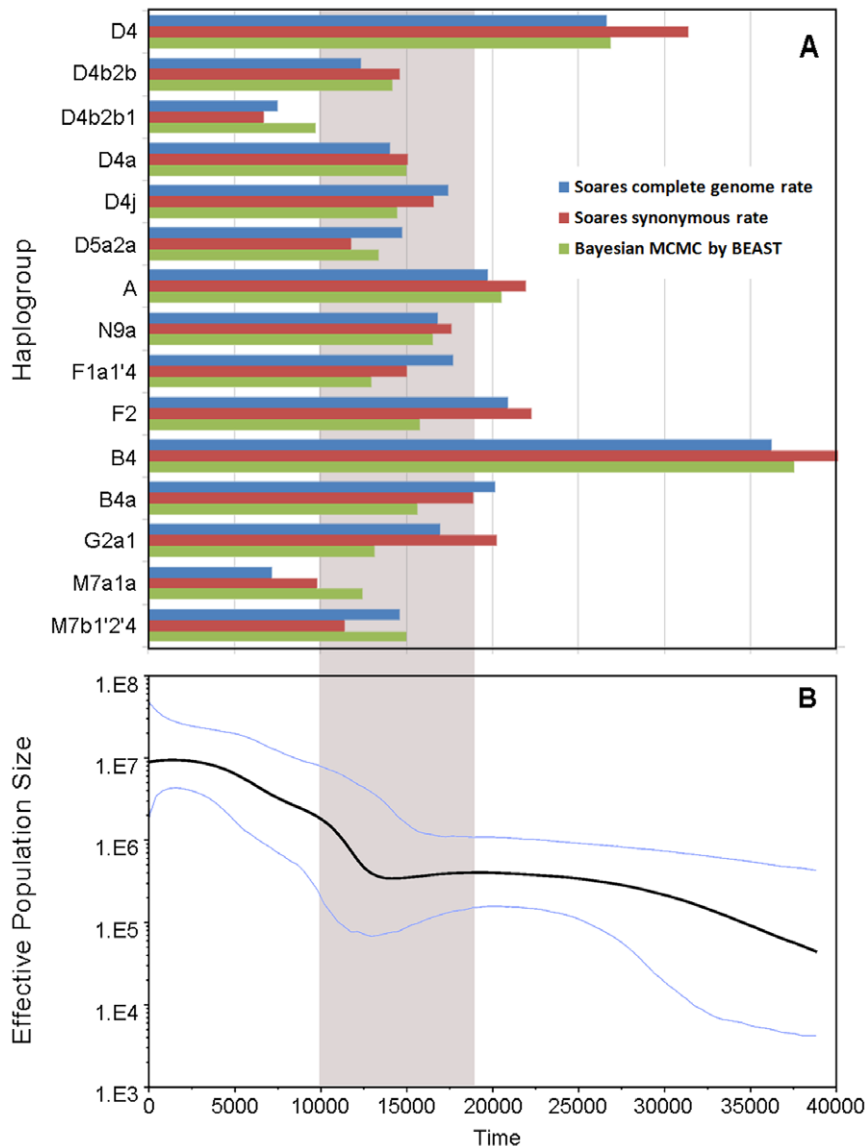 A
Haplogroup
D4
D4b2b
D4b2b1
D4a
D4j
D5a2a
A
N9a
F1a1'4
F2
B4
B4a
G2a1
M7a1a
M7b1'2'4
Soares complete genome rate
Soares synonymous rate
Bayesian MCMC by BEAST
0 5000 10000 15000 20000 25000 30000 35000 40000
B
Effective Population Size
1.E8
1.E7
1.E6
1.E5
1.E4
1.E3
0 5000 10000 15000 20000 25000 30000 35000 40000
Time